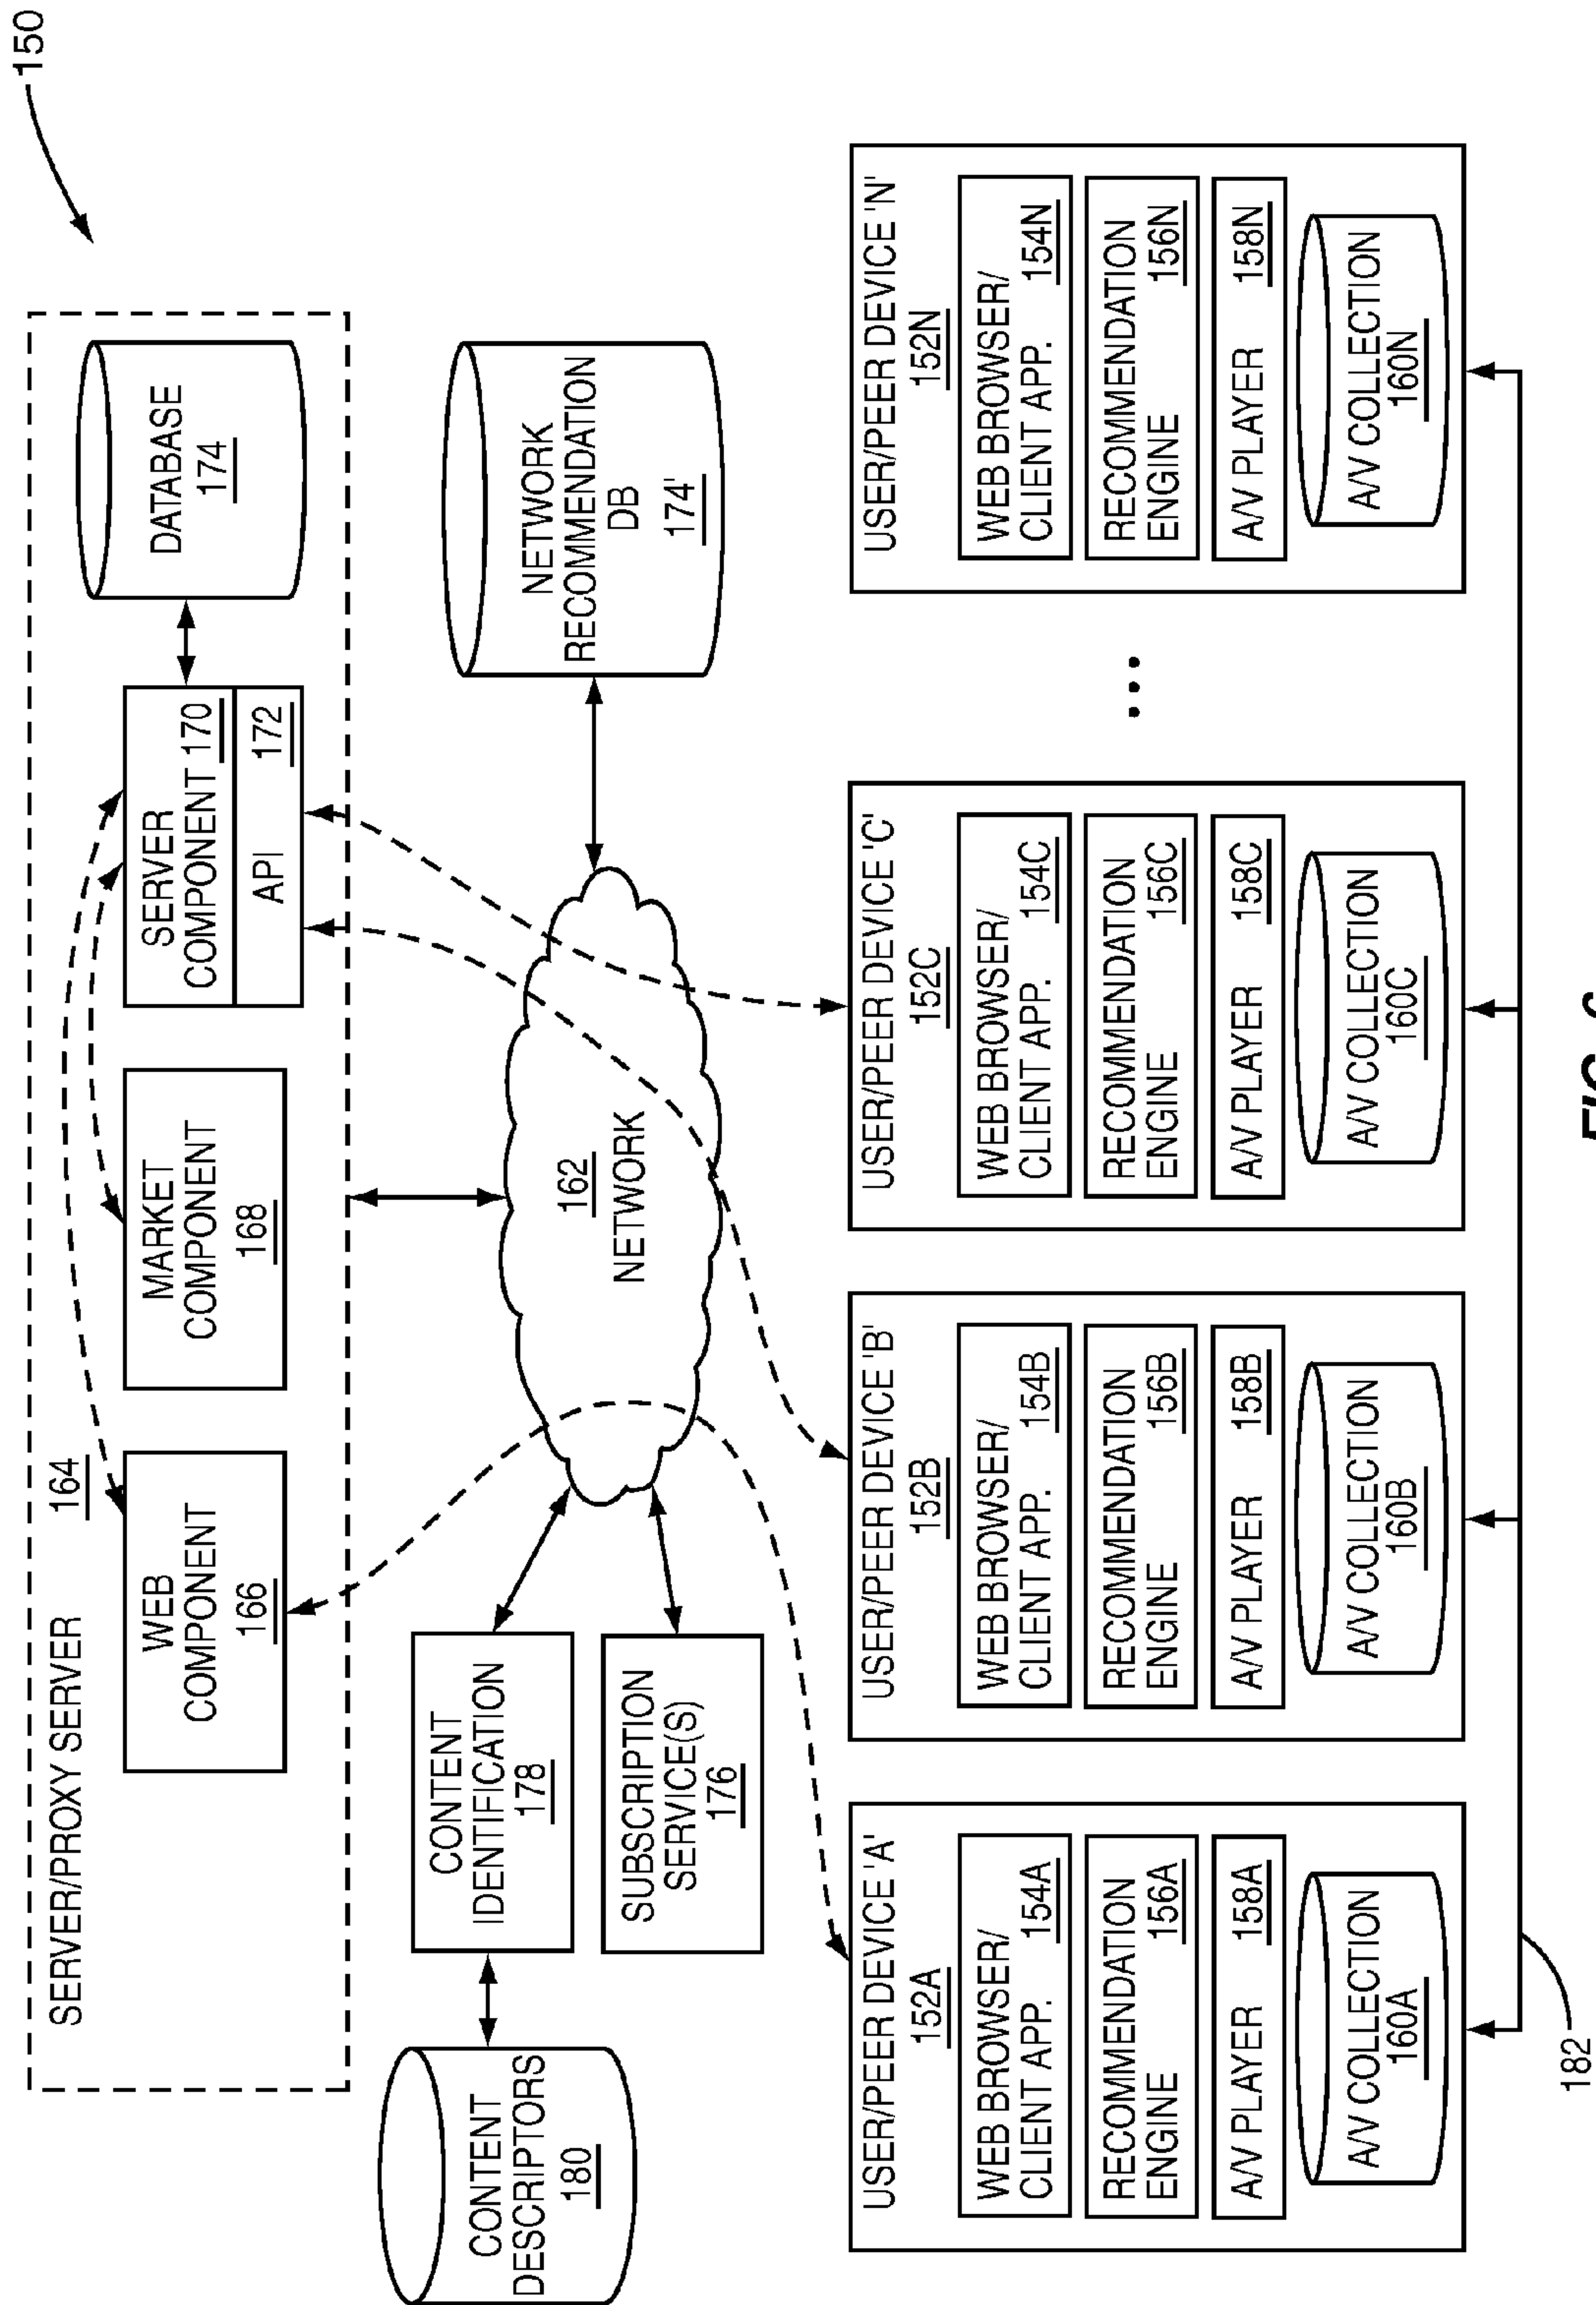 150
SERVER/PROXY SERVER
164
WEB
COMPONENT
166
MARKET
COMPONENT
168
SERVER
COMPONENT 170
API 172
DATABASE
174
CONTENT
DESCRIPTORS
180
CONTENT
IDENTIFICATION
178
SUBSCRIPTION
SERVICE(S)
176
162
NETWORK
NETWORK
RECOMMENDATION
DB
174'
USER/PEER DEVICE 'A'
152A
WEB BROWSER/
CLIENT APP. 154A
RECOMMENDATION
ENGINE 156A
A/V PLAYER 158A
A/V COLLECTION
160A
USER/PEER DEVICE 'B'
152B
WEB BROWSER/
CLIENT APP. 154B
RECOMMENDATION
ENGINE 156B
A/V PLAYER 158B
A/V COLLECTION
160B
USER/PEER DEVICE 'C'
152C
WEB BROWSER/
CLIENT APP. 154C
RECOMMENDATION
ENGINE 156C
A/V PLAYER 158C
A/V COLLECTION
160C
...
USER/PEER DEVICE 'N'
152N
WEB BROWSER/
CLIENT APP. 154N
RECOMMENDATION
ENGINE 156N
A/V PLAYER 158N
A/V COLLECTION
160N
182